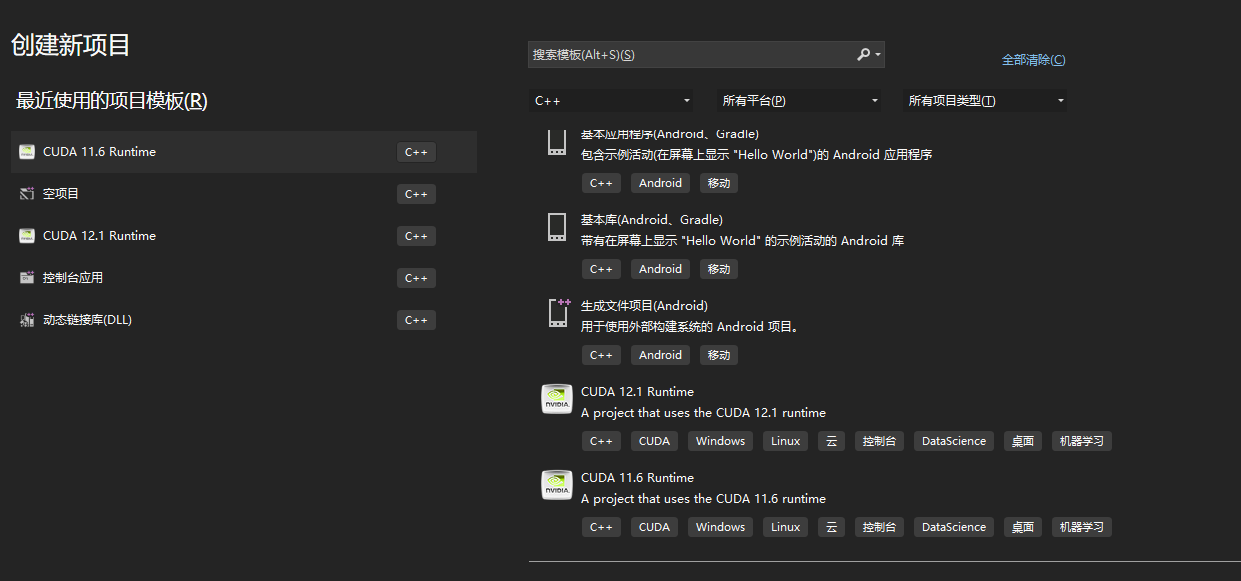 创建新项目
最近使用的项目模板(R)
CUDA 11.6 Runtime C++
空项目 C++
CUDA 12.1 Runtime C++
控制台应用 C++
动态链接库(DLL) C++
搜索模板(Alt+S)(S)
全部清除(C)
C++ 所有平台(P) 所有项目类型(T)
基本应用程序(Android、Gradle)
包含示例活动(在屏幕上显示 "Hello World")的 Android 应用程序
C++ Android 移动
基本库(Android、Gradle)
带有在屏幕上显示 "Hello World" 的示例活动的 Android 库
C++ Android 移动
生成文件项目(Android)
用于使用外部构建系统的 Android 项目。
C++ Android 移动
CUDA 12.1 Runtime
A project that uses the CUDA 12.1 runtime
C++ CUDA Windows Linux 云 控制台 DataScience 桌面 机器学习
CUDA 11.6 Runtime
A project that uses the CUDA 11.6 runtime
C++ CUDA Windows Linux 云 控制台 DataScience 桌面 机器学习